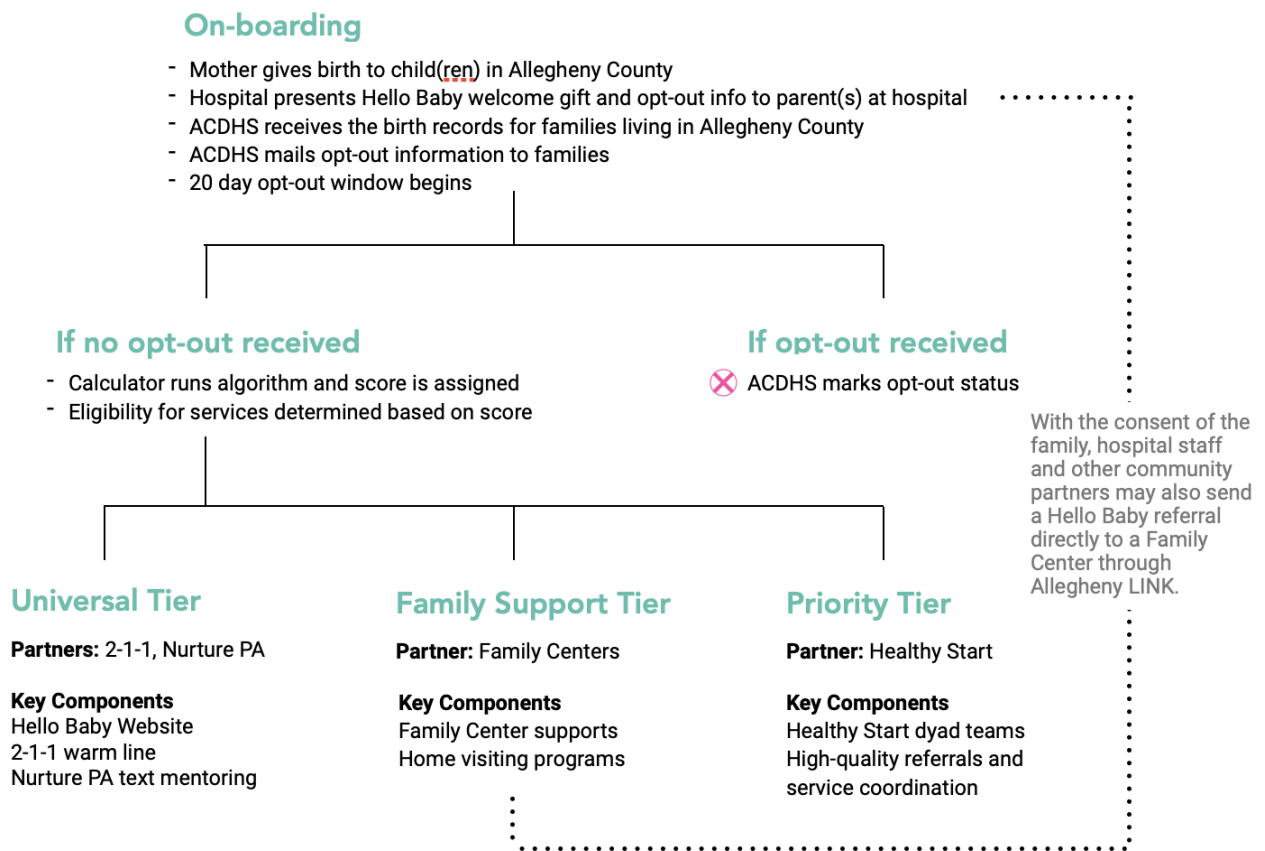 On-boarding
- Mother gives birth to child(ren) in Allegheny County
- Hospital presents Hello Baby welcome gift and opt-out info to parent(s) at hospital
- ACDHS receives the birth records for families living in Allegheny County
- ACDHS mails opt-out information to families
- 20 day opt-out window begins
If no opt-out received
- Calculator runs algorithm and score is assigned
- Eligibility for services determined based on score
If opt-out received
ACDHS marks opt-out status
With the consent of the
family, hospital staff
and other community
partners may also send
a Hello Baby referral
directly to a Family
Center through
Allegheny LINK.
Universal Tier
Partners: 2-1-1, Nurture PA
Key Components
Hello Baby Website
2-1-1 warm line
Nurture PA text mentoring
Family Support Tier
Partner: Family Centers
Key Components
Family Center supports
Home visiting programs
Priority Tier
Partner: Healthy Start
Key Components
Healthy Start dyad teams
High-quality referrals and
service coordination